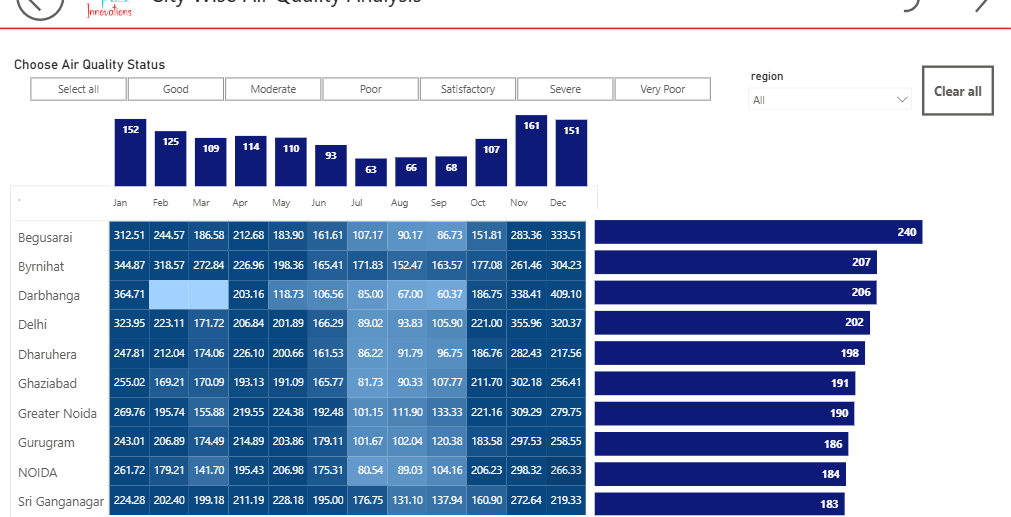 Innovations
City Wise Air Quality Analysis
Choose Air Quality Status
region
Select all Good Moderate Poor Satisfactory Severe Very Poor
All
Clear all
152 125 109 114 110 93 63 66 68 107 161 151
Jan Feb Mar Apr May Jun Jul Aug Sep Oct Nov Dec
Begusarai 312.51 244.57 186.58 212.68 183.90 161.61 107.17 90.17 86.73 151.81 283.36 333.51 240
Byrnihat 344.87 318.57 272.84 226.96 198.36 165.41 171.83 152.47 163.57 177.08 261.46 304.23 207
Darbhanga 364.71 203.16 118.73 106.56 85.00 67.00 60.37 186.75 338.41 409.10 206
Delhi 323.95 223.11 171.72 206.84 201.89 166.29 89.02 93.83 105.90 221.00 355.96 320.37 202
Dharuhera 247.81 212.04 174.06 226.10 200.66 161.53 86.22 91.79 96.75 186.76 282.43 217.56 198
Ghaziabad 255.02 169.21 170.09 193.13 191.09 165.77 81.73 90.33 107.77 211.70 302.18 256.41 191
Greater Noida 269.76 195.74 155.88 219.55 224.38 192.48 101.15 111.90 133.33 221.16 309.29 279.75 190
Gurugram 243.01 206.89 174.49 214.89 203.86 179.11 101.67 102.04 120.38 183.58 297.53 258.55 186
NOIDA 261.72 179.21 141.70 195.43 206.98 175.31 80.54 89.03 104.16 206.23 298.32 266.33 184
Sri Ganganagar 224.28 202.40 199.18 211.19 228.18 195.00 176.75 131.10 137.94 160.90 272.64 219.33 183